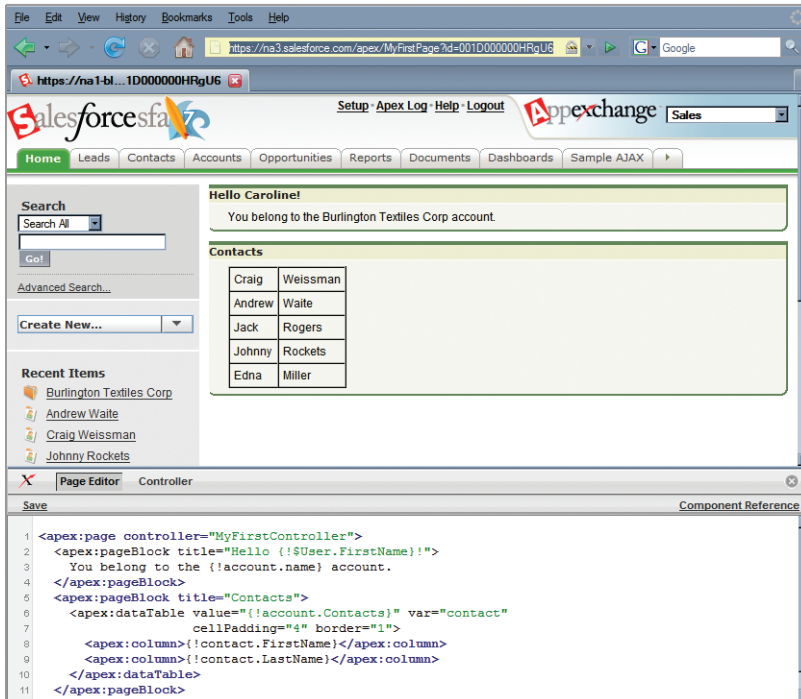 File Edit View History Bookmarks Tools Help
https://na3.salesforce.com/apex/MyFirstPage?id=001D000000HRgU6
G Google
https://na1-bl...1D000000HRgU6
Salesforcesfa 7
Setup · Apex Log · Help · Logout
Appexchange Sales
Home Leads Contacts Accounts Opportunities Reports Documents Dashboards Sample AJAX
Search
Search All
Go!
Advanced Search...
Create New...
Recent Items
Burlington Textiles Corp
Andrew Waite
Craig Weissman
Johnny Rockets
Hello Caroline!
You belong to the Burlington Textiles Corp account.
Contacts
Craig Weissman
Andrew Waite
Jack Rogers
Johnny Rockets
Edna Miller
Page Editor Controller
Save Component Reference
1 <apex:page controller="MyFirstController">
2 <apex:pageBlock title="Hello {!$User.FirstName}!">
3 You belong to the {!account.name} account.
4 </apex:pageBlock>
5 <apex:pageBlock title="Contacts">
6 <apex:dataTable value="{!account.Contacts}" var="contact"
7 cellPadding="4" border="1">
8 <apex:column>{!contact.FirstName}</apex:column>
9 <apex:column>{!contact.LastName}</apex:column>
10 </apex:dataTable>
11 </apex:pageBlock>